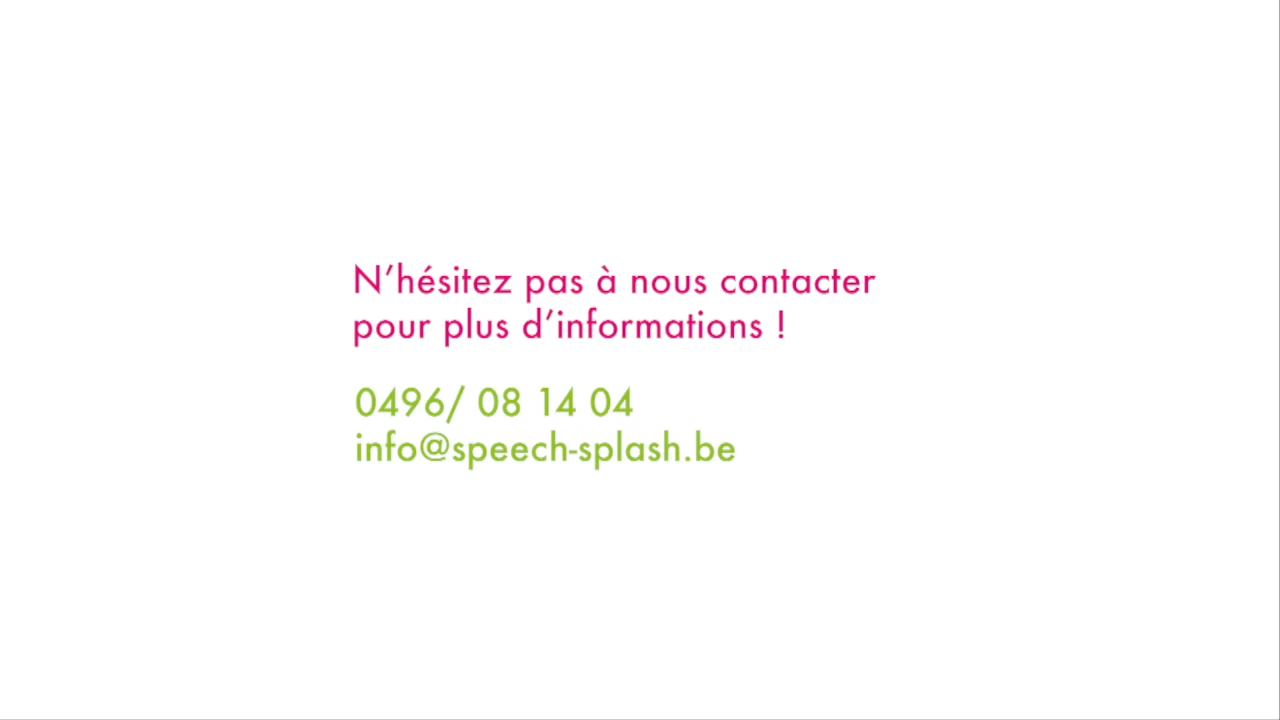 N’hésitez pas à nous contacter
pour plus d’informations !
0496/ 08 14 04
info@speech-splash.be